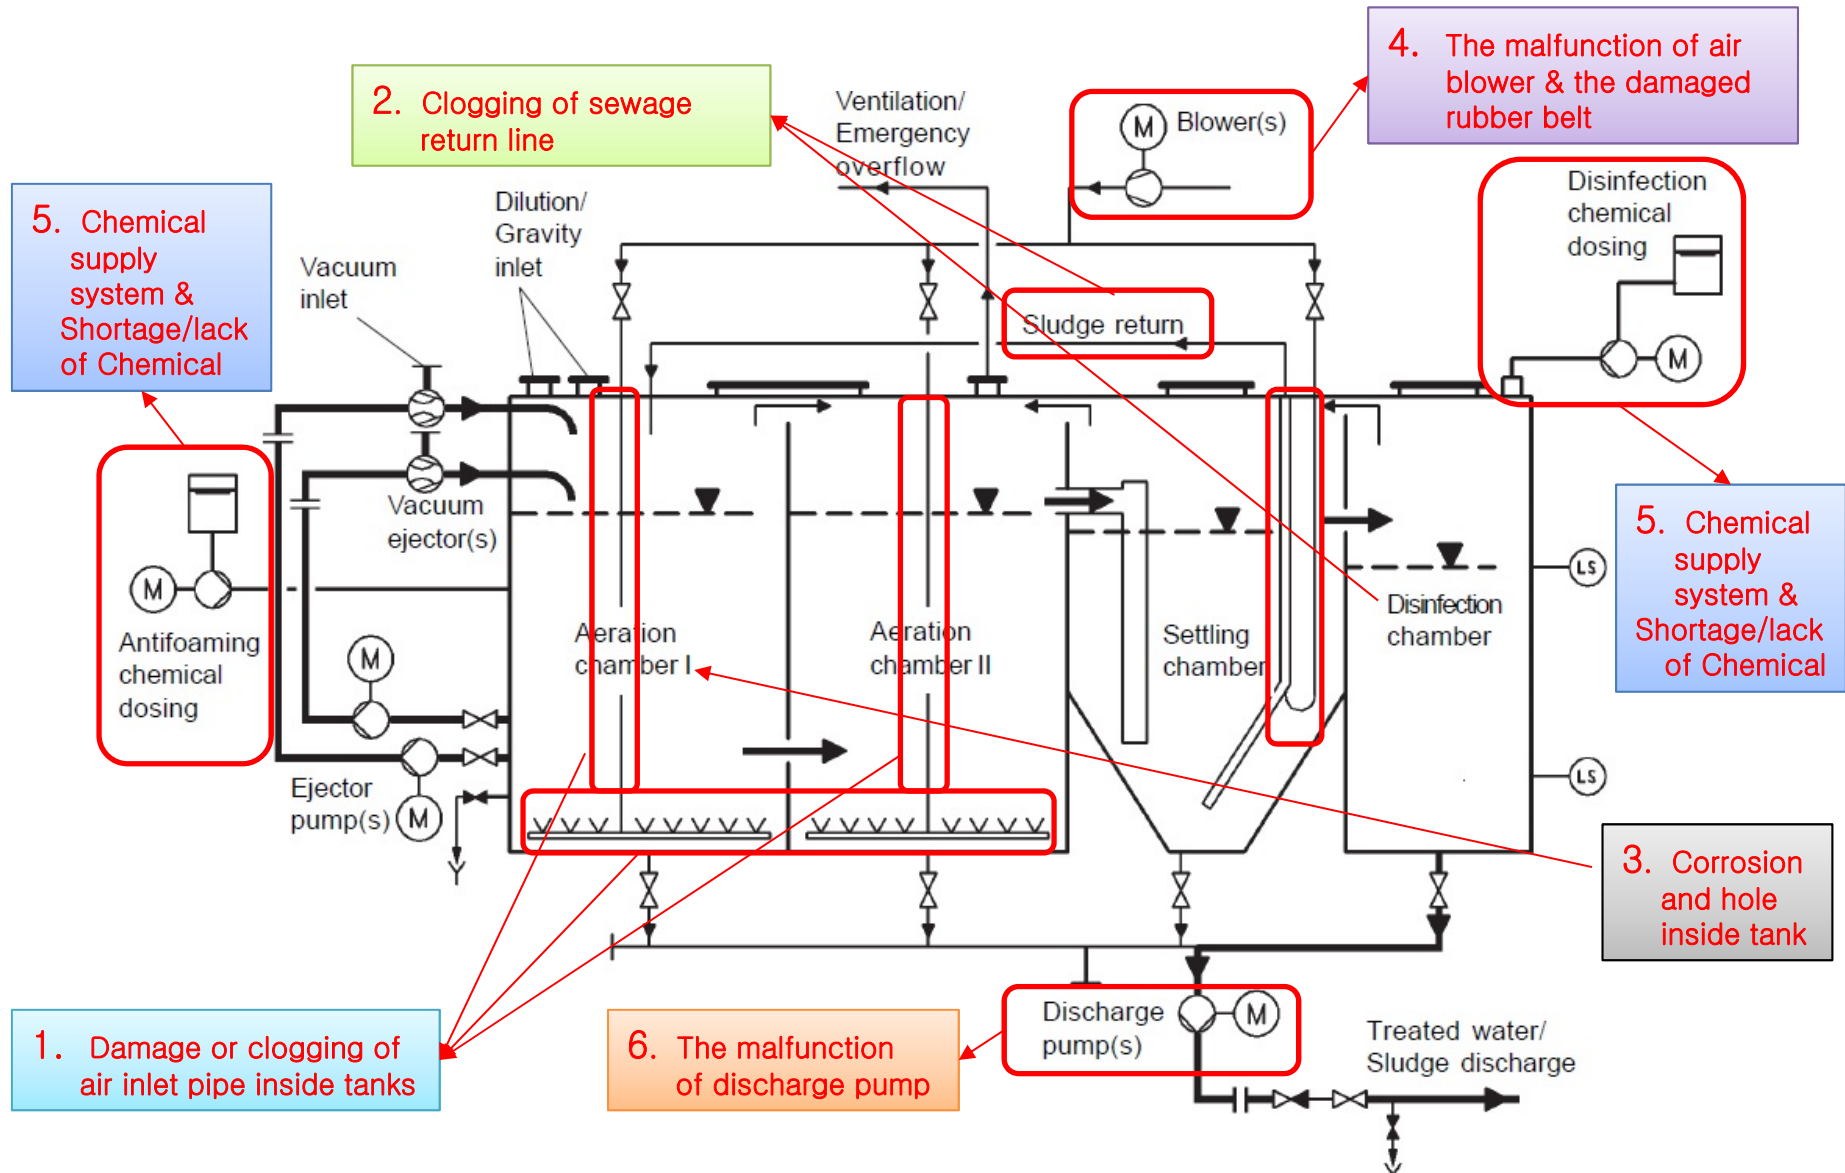 4. The malfunction of air
blower & the damaged
rubber belt
2. Clogging of sewage
return line
Ventilation/
Emergency
overflow
M
Blower(s)
Disinfection
chemical
dosing
M
5. Chemical
supply
system &
Shortage/lack
of Chemical
Dilution/
Gravity
inlet
Vacuum
inlet
Sludge return
Vacuum
ejector(s)
M
Antifoaming
chemical
dosing
M
Ejector
pump(s)
M
Aeration
chamber I
Aeration
chamber II
Settling
chamber
Disinfection
chamber
LS
LS
5. Chemical
supply
system &
Shortage/lack
of Chemical
3. Corrosion
and hole
inside tank
1. Damage or clogging of
air inlet pipe inside tanks
6. The malfunction
of discharge pump
Discharge
pump(s)
M
Treated water/
Sludge discharge